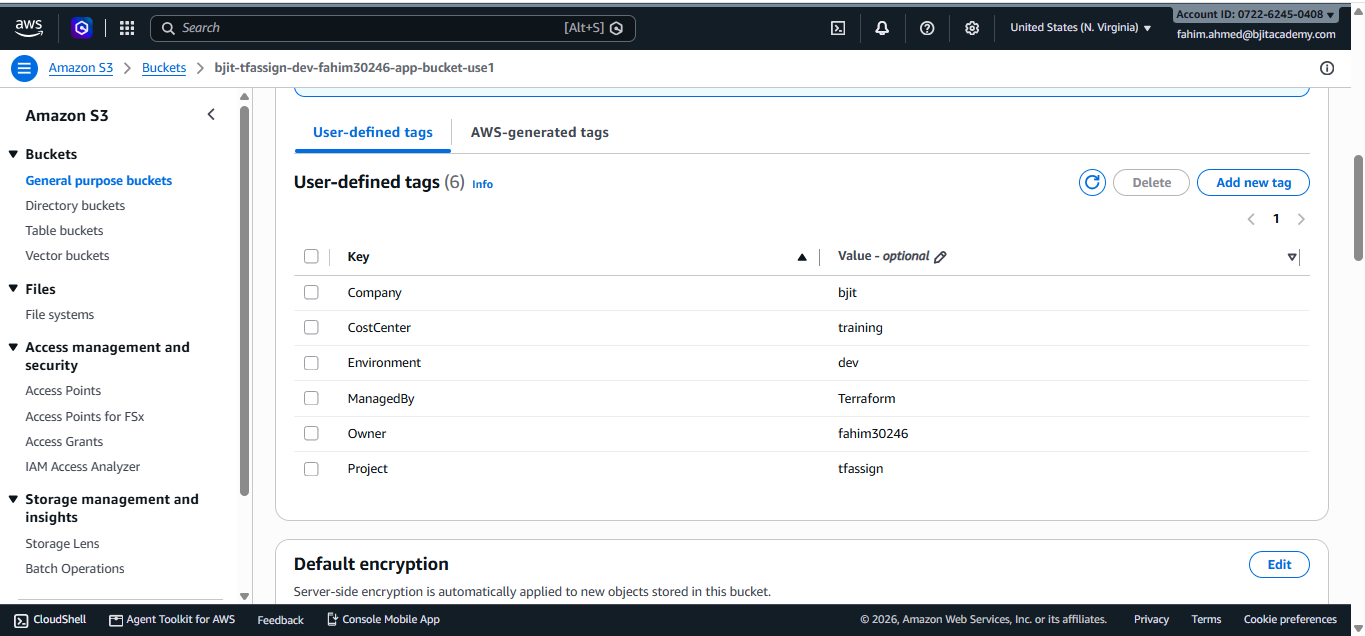 aws
Search [Alt+S]
United States (N. Virginia)
Account ID: 0722-6245-0408
fahim.ahmed@bjitacademy.com
Amazon S3 > Buckets > bjit-tfassign-dev-fahim30246-app-bucket-use1
Amazon S3
Buckets
General purpose buckets
Directory buckets
Table buckets
Vector buckets
Files
File systems
Access management and
security
Access Points
Access Points for FSx
Access Grants
IAM Access Analyzer
Storage management and
insights
Storage Lens
Batch Operations
User-defined tags AWS-generated tags
User-defined tags (6) Info
Delete Add new tag
1
Key Value - optional
Company bjit
CostCenter training
Environment dev
ManagedBy Terraform
Owner fahim30246
Project tfassign
Default encryption Edit
Server-side encryption is automatically applied to new objects stored in this bucket.
CloudShell Agent Toolkit for AWS Feedback Console Mobile App © 2026, Amazon Web Services, Inc. or its affiliates. Privacy Terms Cookie preferences